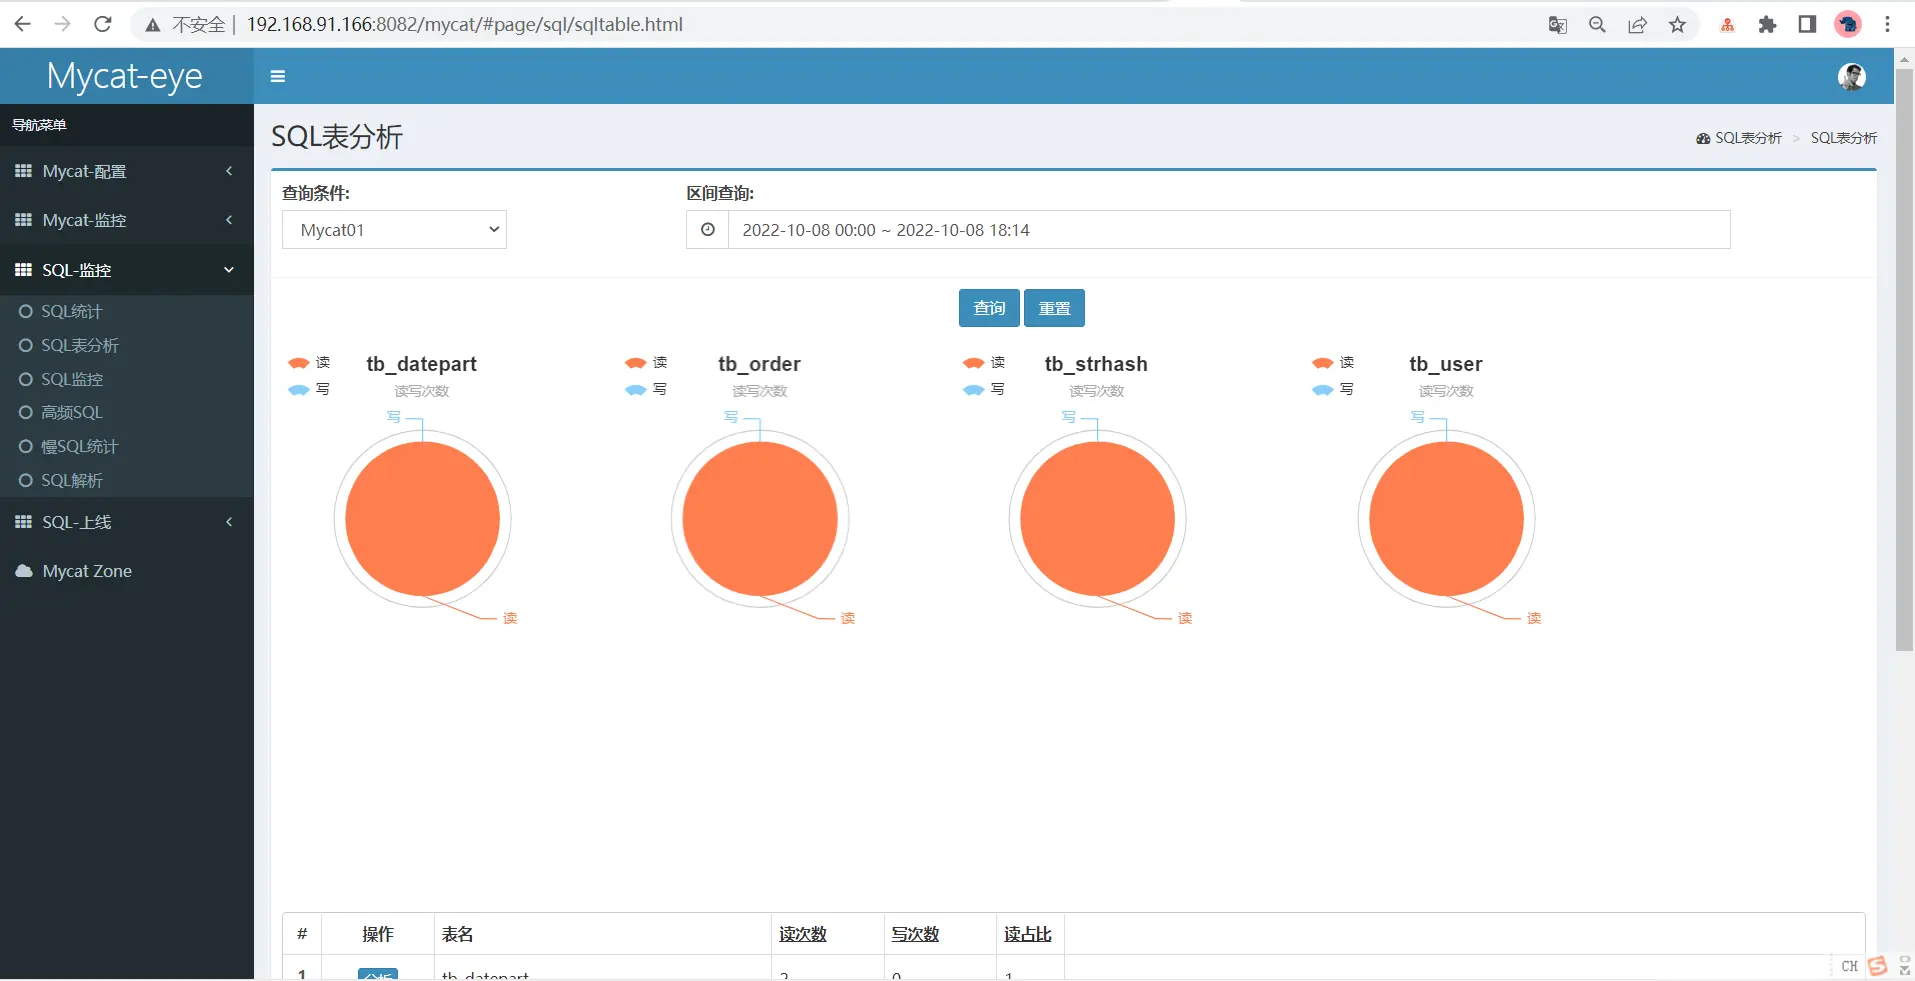 不安全 | 192.168.91.166:8082/mycat/#page/sql/sqltable.html
Mycat-eye
导航菜单
Mycat-配置
Mycat-监控
SQL-监控
SQL统计
SQL表分析
SQL监控
高频SQL
慢SQL统计
SQL解析
SQL-上线
Mycat Zone
SQL表分析
SQL表分析 > SQL表分析
查询条件: 区间查询:
Mycat01 2022-10-08 00:00 ~ 2022-10-08 18:14
查询 重置
读 tb_datepart 读 tb_order 读 tb_strhash 读 tb_user
写 读写次数 写 读写次数 写 读写次数 写 读写次数
写 写 写 写
读 读 读 读
# 操作 表名 读次数 写次数 读占比
1 分析 tb_datepart 2 0 1
CH